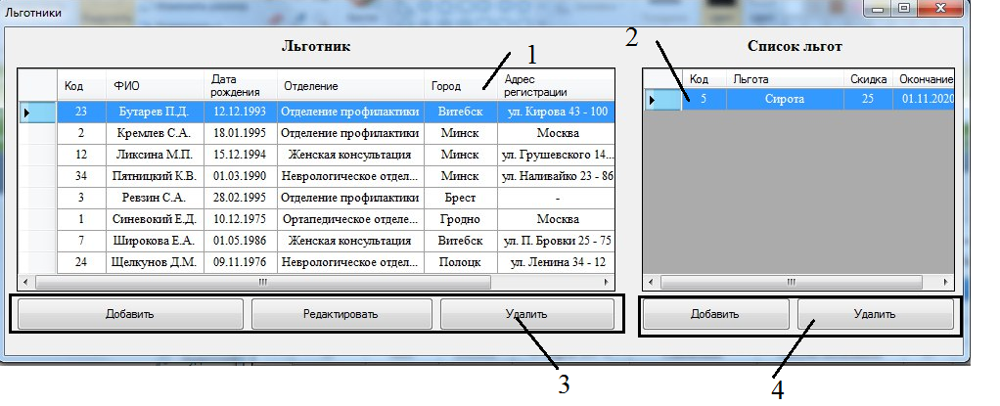 Льготники
Льготник
Список льгот
1
2
Код ФИО Дата рождения Отделение Город Адрес регистрации
23 Бутарев П.Д. 12.12.1993 Отделение профилактики Витебск ул. Кирова 43 - 100
2 Кремлев С.А. 18.01.1995 Отделение профилактики Минск Москва
12 Ликсина М.П. 15.12.1994 Женская консультация Минск ул. Грушевского 14...
34 Пятницкий К.В. 01.03.1990 Неврологическое отдел... Минск ул. Наливайко 23 - 86
3 Ревзин С.А. 28.02.1995 Отделение профилактики Брест -
1 Синевокий Е.Д. 10.12.1975 Ортапедическое отделе... Гродно Москва
7 Широкова Е.А. 01.05.1986 Женская консультация Витебск ул. П. Бровки 25 - 75
24 Щелкунов Д.М. 09.11.1976 Неврологическое отдел... Полоцк ул. Ленина 34 - 12
Код Льгота Скидка Окончание
5 Сирота 25 01.11.2020
Добавить Редактировать Удалить
Добавить Удалить
3
4